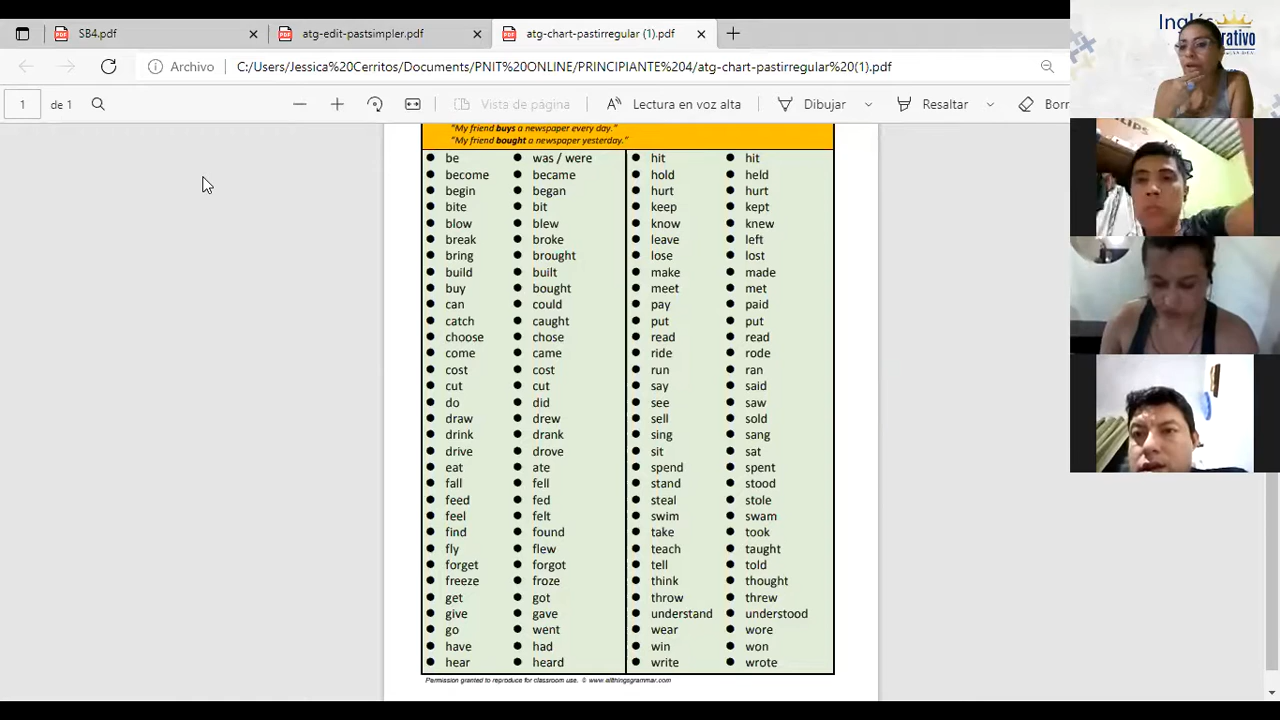 SB4.pdf
atg-edit-pastsimpler.pdf
atg-chart-pastirregular (1).pdf
Archivo C:/Users/Jessica%20Cerritos/Documents/PNIT%20ONLINE/PRINCIPIANTE%204/atg-chart-pastirregular%20(1).pdf
1 de 1 Vista de página Lectura en voz alta Dibujar Resaltar Borr
"My friend buys a newspaper every day."
"My friend bought a newspaper yesterday."
be was / were hit hit
become became hold held
begin began hurt hurt
bite bit keep kept
blow blew know knew
break broke leave left
bring brought lose lost
build built make made
buy bought meet met
can could pay paid
catch caught put put
choose chose read read
come came ride rode
cost cost run ran
cut cut say said
do did see saw
draw drew sell sold
drink drank sing sang
drive drove sit sat
eat ate spend spent
fall fell stand stood
feed fed steal stole
feel felt swim swam
find found take took
fly flew teach taught
forget forgot tell told
freeze froze think thought
get got throw threw
give gave understand understood
go went wear wore
have had win won
hear heard write wrote
Permission granted to reproduce for classroom use. © www.allthingsgrammar.com